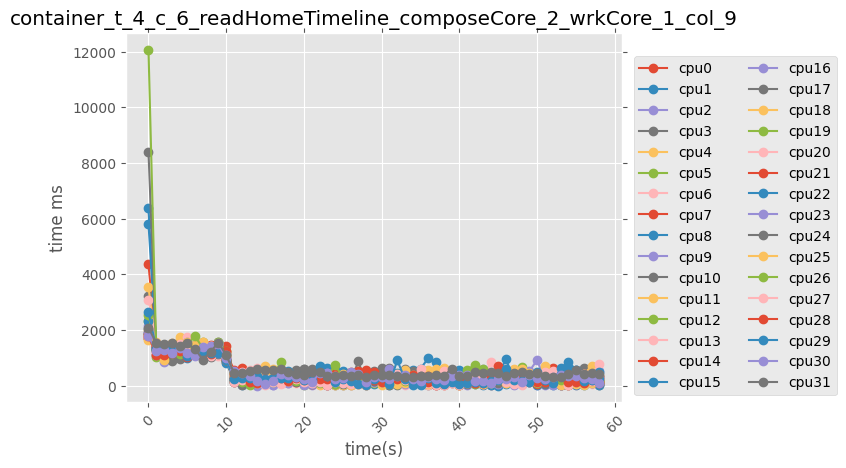 container_t_4_c_6_readHomeTimeline_composeCore_2_wrkCore_1_col_9
time ms
12000
10000
8000
6000
4000
2000
0
0 10 20 30 40 50 60
time(s)
cpu0 cpu16
cpu1 cpu17
cpu2 cpu18
cpu3 cpu19
cpu4 cpu20
cpu5 cpu21
cpu6 cpu22
cpu7 cpu23
cpu8 cpu24
cpu9 cpu25
cpu10 cpu26
cpu11 cpu27
cpu12 cpu28
cpu13 cpu29
cpu14 cpu30
cpu15 cpu31